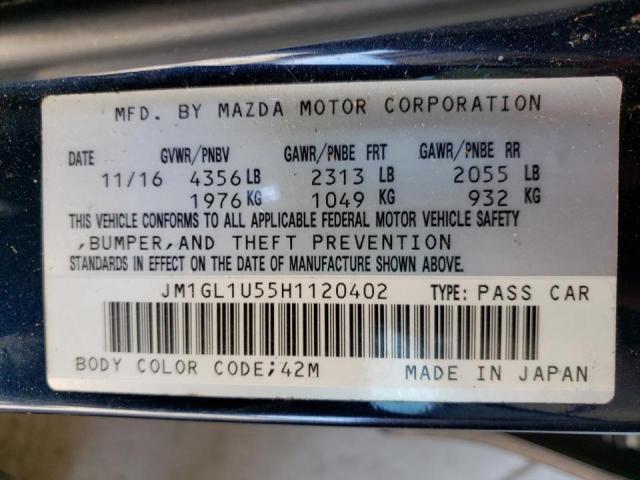 MFD. BY MAZDA MOTOR CORPORATION
DATE GVWR/PNBV GAWR/PNBE FRT GAWR/PNBE RR
11/16 4356 LB 2313 LB 2055 LB
1976 KG 1049 KG 932 KG
THIS VEHICLE CONFORMS TO ALL APPLICABLE FEDERAL MOTOR VEHICLE SAFETY
,BUMPER,AND THEFT PREVENTION
STANDARDS IN EFFECT ON THE DATE OF MANUFACTURE SHOWN ABOVE.
JM1GL1U55H1120402 TYPE: PASS CAR
BODY COLOR CODE;42M MADE IN JAPAN